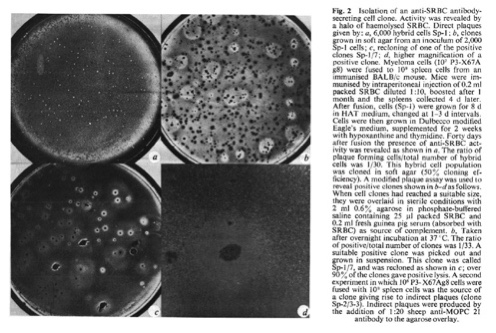 a
b
c
d
Fig. 2 Isolation of an anti-SRBC antibody-
secreting cell clone. Activity was revealed by
a halo of haemolysed SRBC. Direct plaques
given by: a, 6,000 hybrid cells Sp-1; b, clones
grown in soft agar from an inoculum of 2,000
Sp-1 cells; c, recloning of one of the positive
clones Sp-1/7; d, higher magnification of a
positive clone. Myeloma cells (10⁷ P3-X67A
g8) were fused to 10⁸ spleen cells from an
immunised BALB/c mouse. Mice were im-
munised by intraperitoneal injection of 0.2 ml
packed SRBC diluted 1:10, boosted after 1
month and the spleens collected 4 d later.
After fusion, cells (Sp-1) were grown for 8 d
in HAT medium, changed at 1-3 d intervals.
Cells were then grown in Dulbecco modified
Eagle's medium, supplemented for 2 weeks
with hypoxanthine and thymidine. Forty days
after fusion the presence of anti-SRBC act-
ivity was revealed as shown in a. The ratio of
plaque forming cells/total number of hybrid
cells was 1/30. This hybrid cell population
was cloned in soft agar (50% cloning ef-
ficiency). A modified plaque assay was used to
reveal positive clones shown in b-d as follows.
When cell clones had reached a suitable size,
they were overlaid in sterile conditions with
2 ml 0.6% agarose in phosphate-buffered
saline containing 25 µl packed SRBC and
0.2 ml fresh guinea pig serum (absorbed with
SRBC) as source of complement. b, Taken
after overnight incubation at 37 °C. The ratio
of positive/total number of clones was 1/33. A
suitable positive clone was picked out and
grown in suspension. This clone was called
Sp-1/7, and was recloned as shown in c; over
90% of the clones gave positive lysis. A second
experiment in which 10⁶ P3-X67Ag8 cells were
fused with 10⁸ spleen cells was the source of
a clone giving rise to indirect plaques (clone
Sp-2/3-3). Indirect plaques were produced by
the addition of 1:20 sheep anti-MOPC 21
antibody to the agarose overlay.